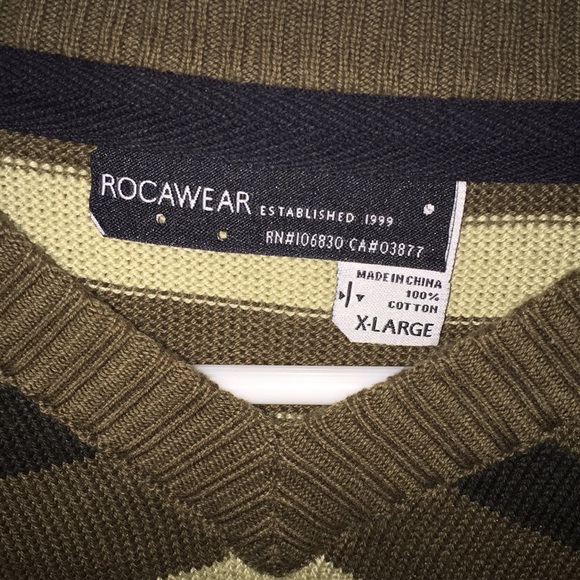 ROCAWEAR ESTABLISHED 1999
RN#106830 CA#03877
MADE IN CHINA
100%
COTTON
X-LARGE